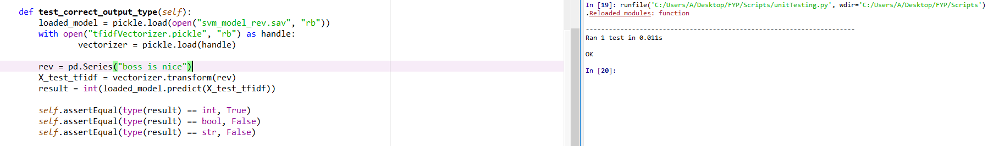 def test_correct_output_type(self):
    loaded_model = pickle.load(open("svm_model_rev.sav", "rb"))
    with open("tfidfVectorizer.pickle", "rb") as handle:
            vectorizer = pickle.load(handle)
    rev = pd.Series("boss is nice")
    X_test_tfidf = vectorizer.transform(rev)
    result = int(loaded_model.predict(X_test_tfidf))
    self.assertEqual(type(result) == int, True)
    self.assertEqual(type(result) == bool, False)
    self.assertEqual(type(result) == str, False)
In [19]: runfile('C:/Users/A/Desktop/FYP/Scripts/unitTesting.py', wdir='C:/Users/A/Desktop/FYP/Scripts')
.Reloaded modules: function
----------------------------------------------------------------------
Ran 1 test in 0.011s
OK
In [20]: